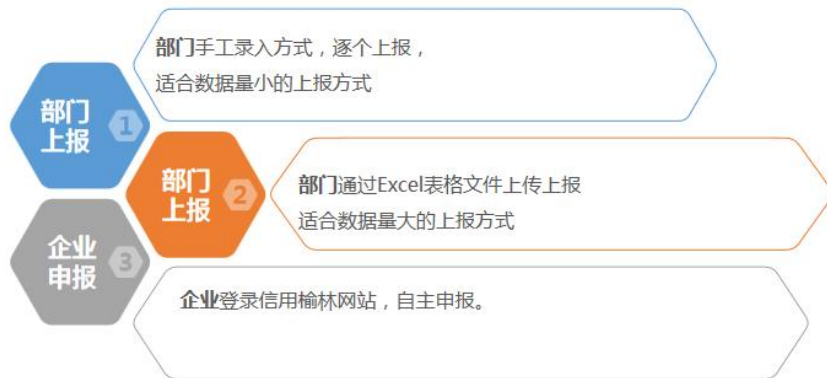 部门手工录入方式，逐个上报，
适合数据量小的上报方式
部门
上报
1
部门
上报
2
部门通过Excel表格文件上传上报
适合数据量大的上报方式
企业
申报
3
企业登录信用榆林网站，自主申报。